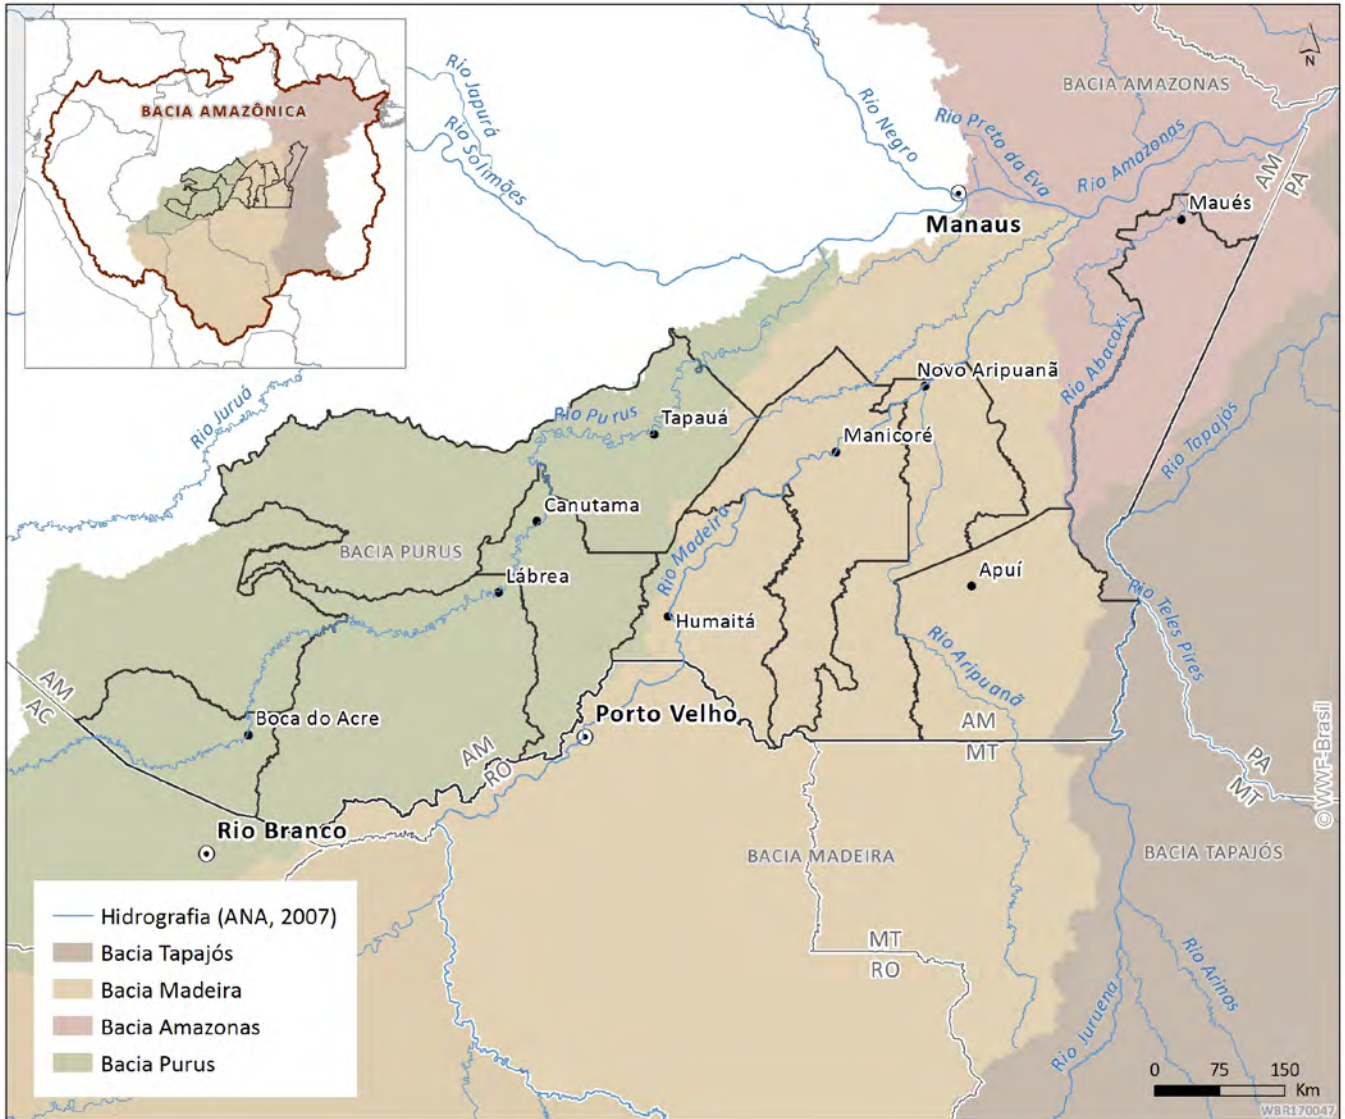 BACIA AMAZÔNICA
Rio Japurá
Rio Solimões
Rio Negro
Rio Preto da Eva
Rio Amazonas
BACIA AMAZONAS
N
AM
PA
Manaus
Maués
Rio Juruá
Rio Purus
Tapauá
Novo Aripuanã
Manicoré
Rio Abacaxi
Rio Tapajós
Canutama
BACIA PURUS
Lábrea
Rio Madeira
Humaitá
Apuí
Rio Teles Pires
Rio Aripuanã
AM
AC
Boca do Acre
Porto Velho
AM
RO
AM
MT
PA
MT
© WWF-Brasil
Rio Branco
BACIA MADEIRA
BACIA TAPAJÓS
MT
RO
Rio Arinos
Rio Juruena
Hidrografia (ANA, 2007)
Bacia Tapajós
Bacia Madeira
Bacia Amazonas
Bacia Purus
0 75 150
Km
WBR170047